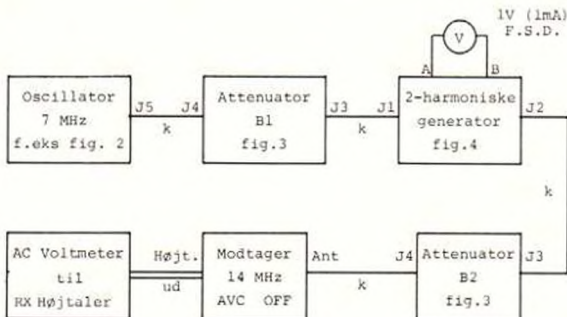 1V (1mA)
F.S.D.
V
A B
Oscillator
7 MHz
f.eks fig. 2
J5 J4
k
Attenuator
B1
fig.3
J3 J1
k
2-harmoniske
generator
fig.4
J2
k
AC Voltmeter
til
RX Højtaler
Højt.
ud
Modtager
14 MHz
AVC OFF
Ant J4
k
Attenuator
B2
fig.3
J3